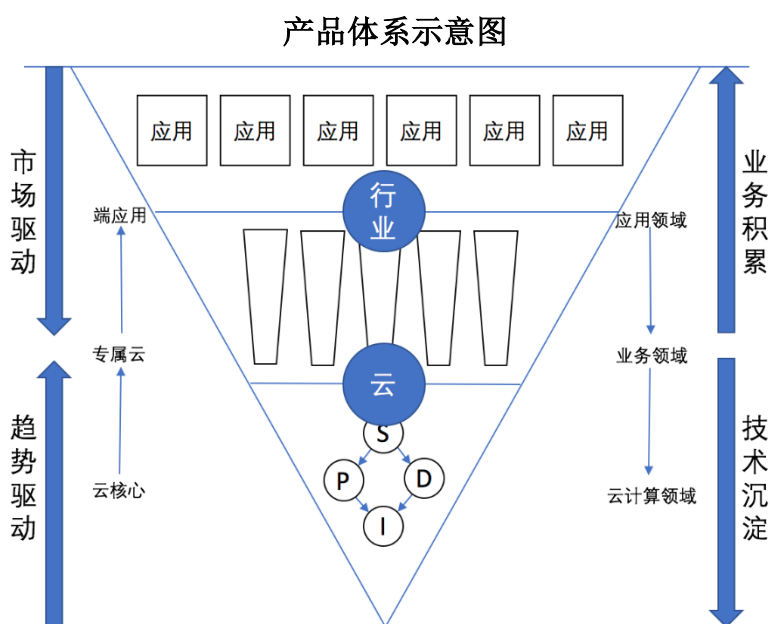 产品体系示意图
应用 应用 应用 应用 应用 应用
市场驱动
行业
业务积累
端应用
应用领域
专属云
业务领域
云
趋势驱动
S
P
D
I
云核心
云计算领域
技术沉淀